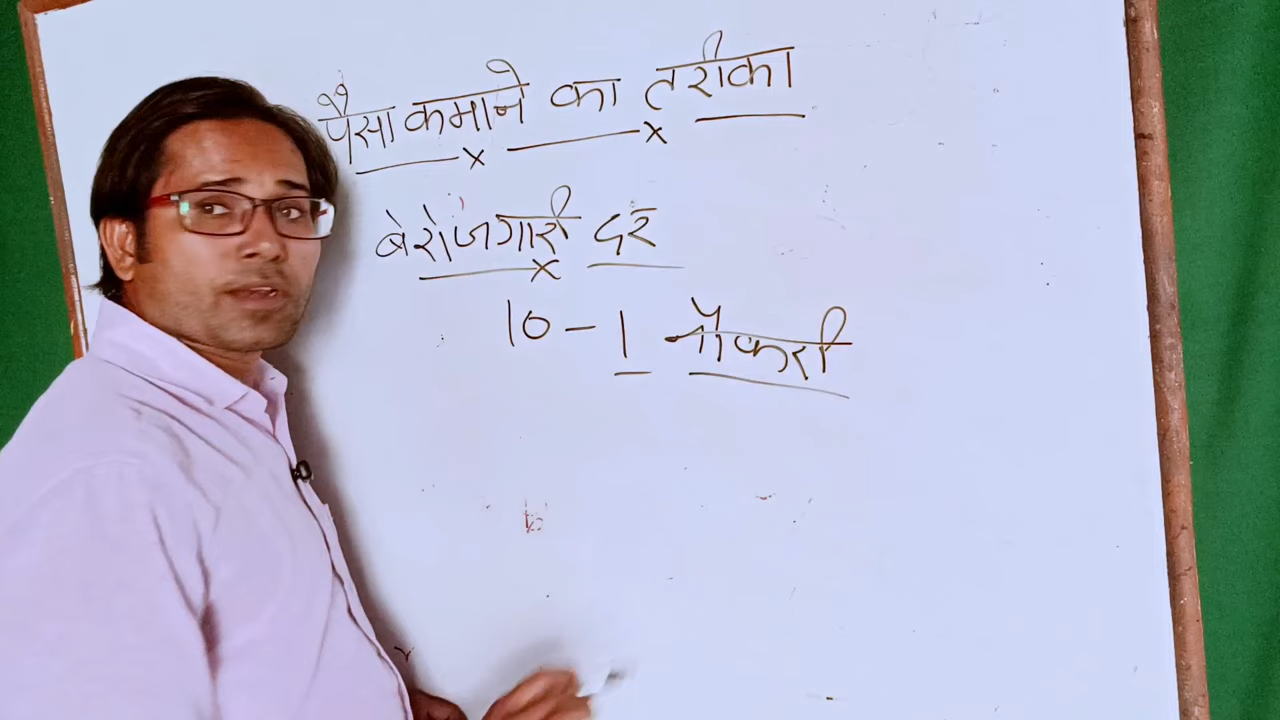 पैसा कमाने का तरीका
बेरोजगारी दर
10 - 1 नौकरी